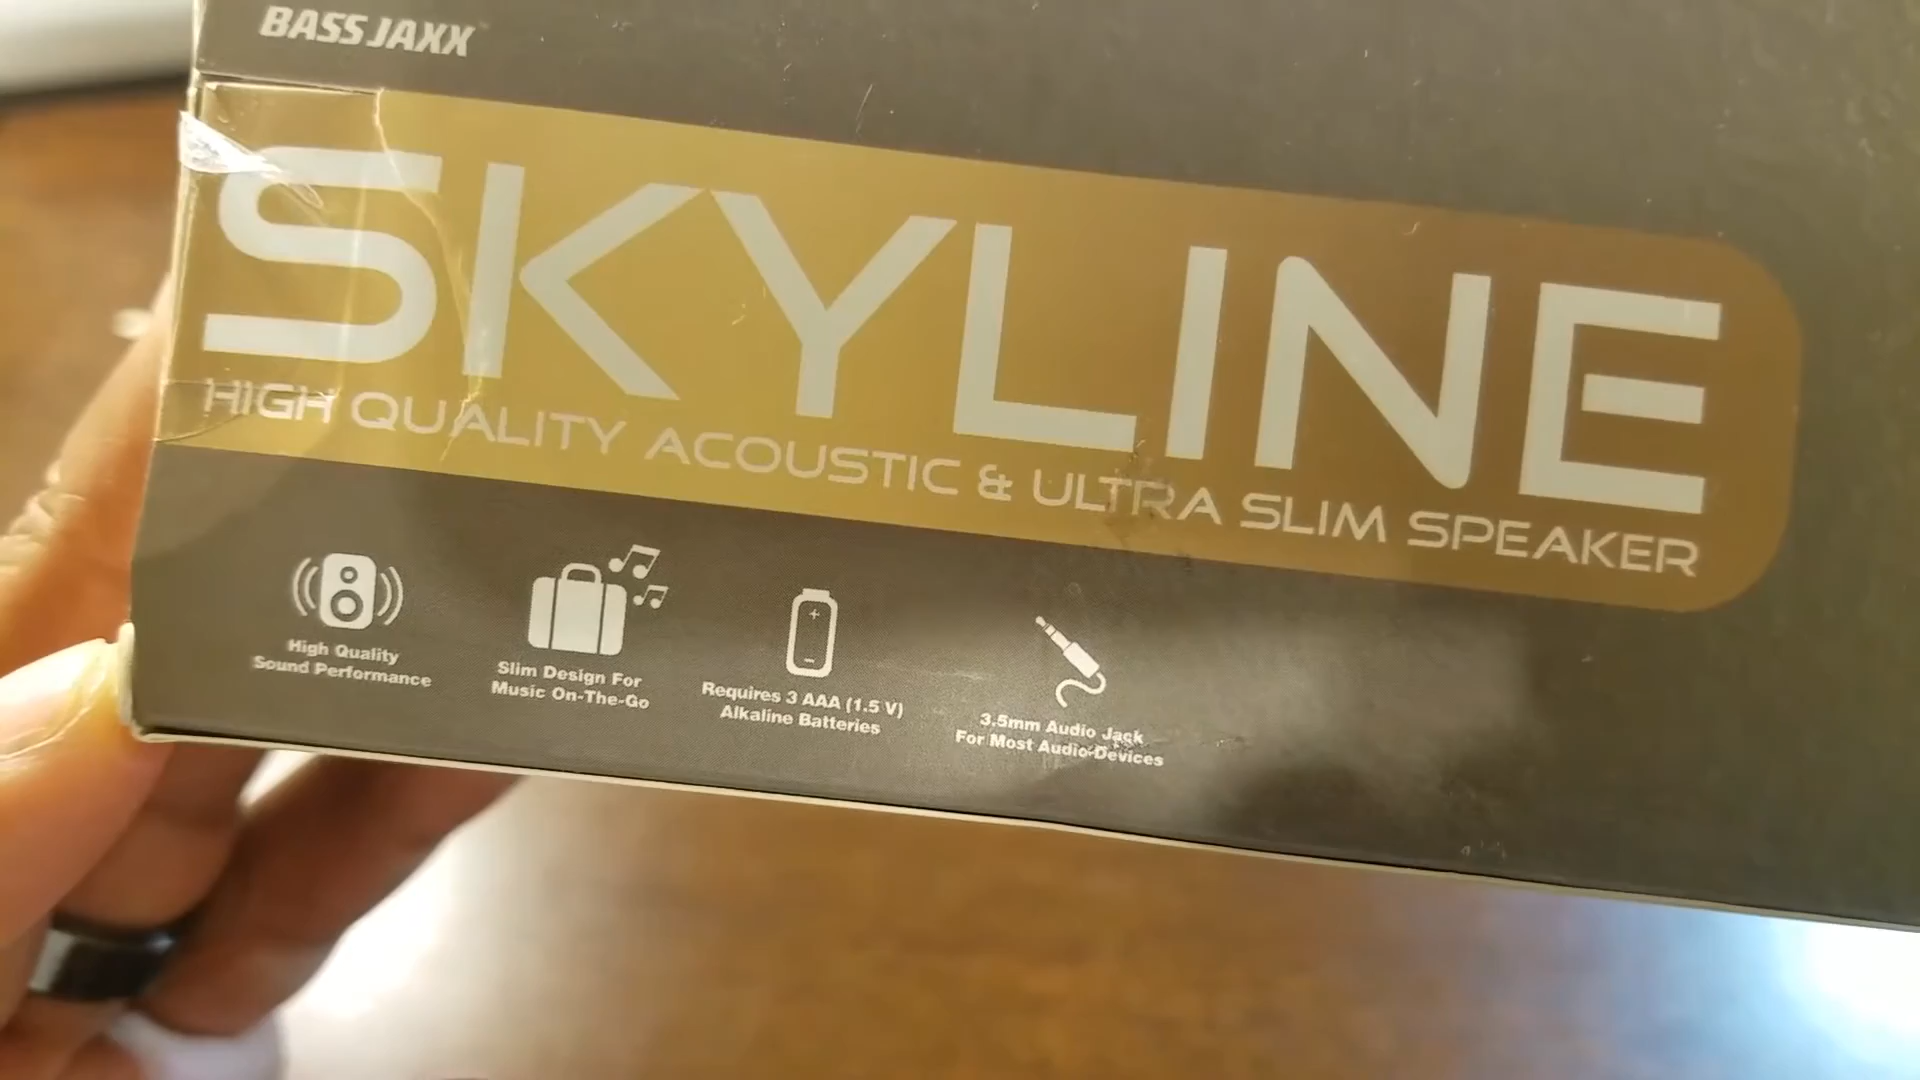 BASS JAXX
SKYLINE
HIGH QUALITY ACOUSTIC & ULTRA SLIM SPEAKER
High Quality
Sound Performance
Slim Design For
Music On-The-Go
Requires 3 AAA (1.5 V)
Alkaline Batteries
3.5mm Audio Jack
For Most Audio Devices